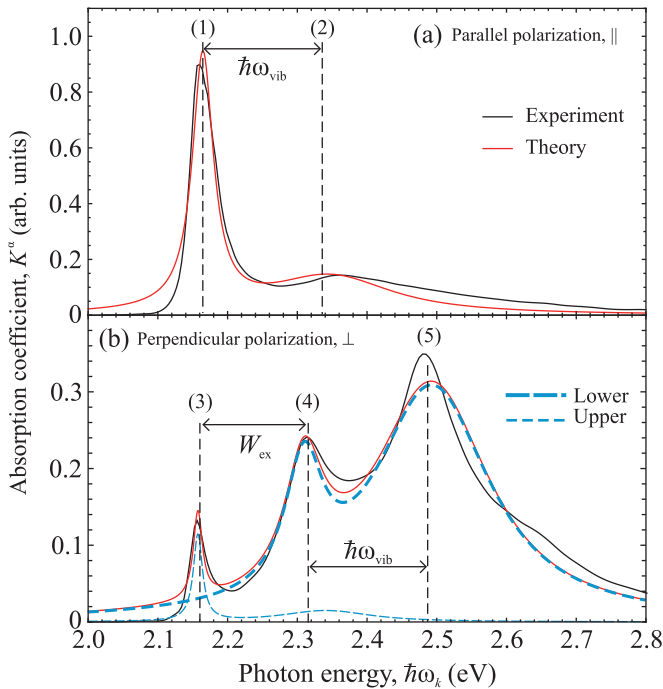 (1) (2)
(a) Parallel polarization, ||
ħω_vib
Experiment
Theory
1.0
0.8
0.6
0.4
0.2
0
Absorption coefficient, K^α (arb. units)
(b) Perpendicular polarization, ⊥
(5)
(3) (4)
W_ex
Lower
Upper
ħω_vib
0.3
0.2
0.1
0
2.0 2.1 2.2 2.3 2.4 2.5 2.6 2.7 2.8
Photon energy, ħω_k (eV)